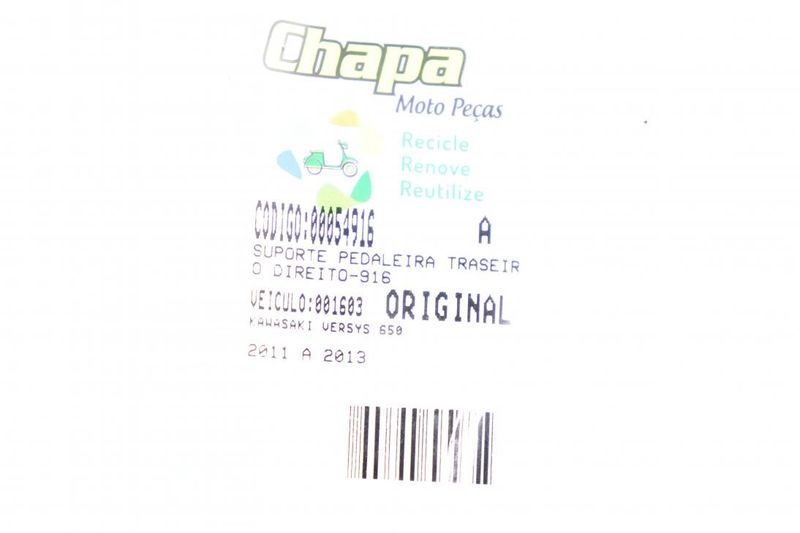 Chapa
Moto Peças
Recicle
Renove
Reutilize
CODIGO:00054916 A
SUPORTE PEDALEIRA TRASEIR
O DIREITO-916
VEICULO:001603 ORIGINAL
KAWASAKI VERSYS 650
2011 A 2013